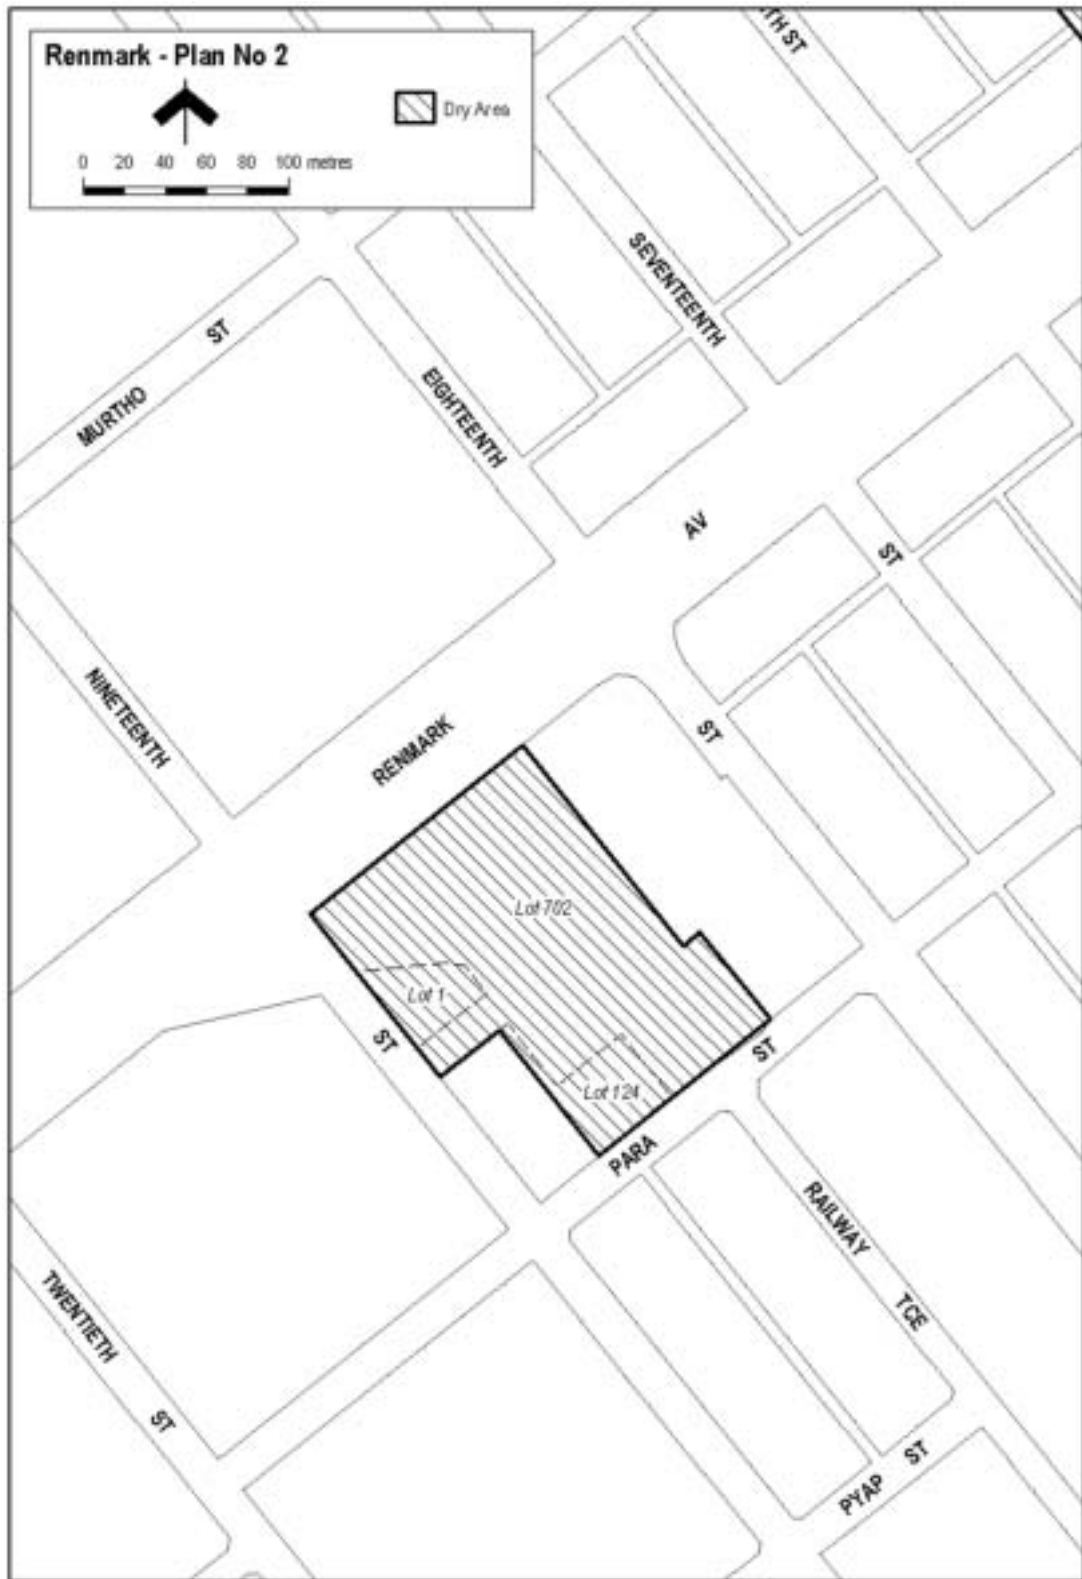 Renmark - Plan No 2
Dry Area
0 20 40 60 80 100 metres
TH ST
SEVENTEENTH
ST
MURTHO
EIGHTEENTH
AV
ST
NINETEENTH
RENMARK
ST
Lot 702
Lot 1
ST
ST
Lot 124
PARA
RAILWAY
TCE
TWENTIETH
ST
ST
PYAP